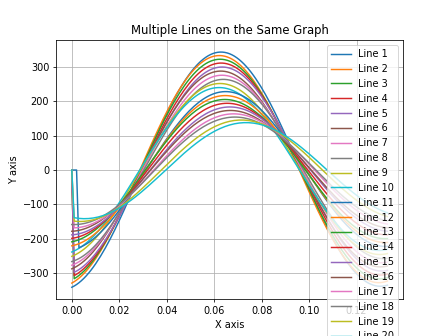 Multiple Lines on the Same Graph
Y axis
300
200
100
0
−100
−200
−300
0.00
0.02
0.04
0.06
0.08
0.10
X axis
Line 1
Line 2
Line 3
Line 4
Line 5
Line 6
Line 7
Line 8
Line 9
Line 10
Line 11
Line 12
Line 13
Line 14
Line 15
Line 16
Line 17
Line 18
Line 19
Line 20